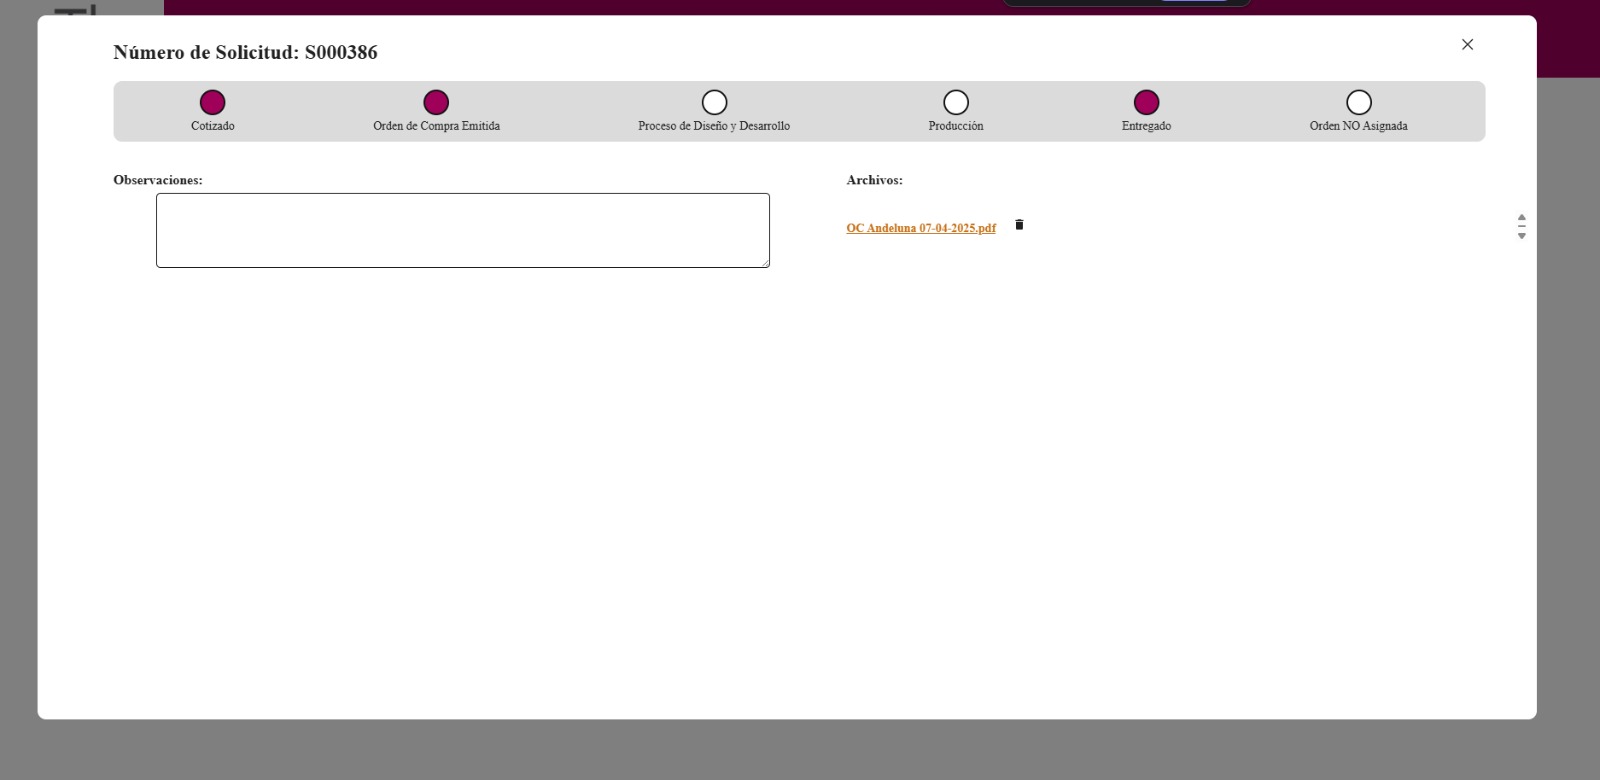 Número de Solicitud: S000386
Cotizado
Orden de Compra Emitida
Proceso de Diseño y Desarrollo
Producción
Entregado
Orden NO Asignada
Observaciones:
Archivos:
OC Andeluna 07-04-2025.pdf